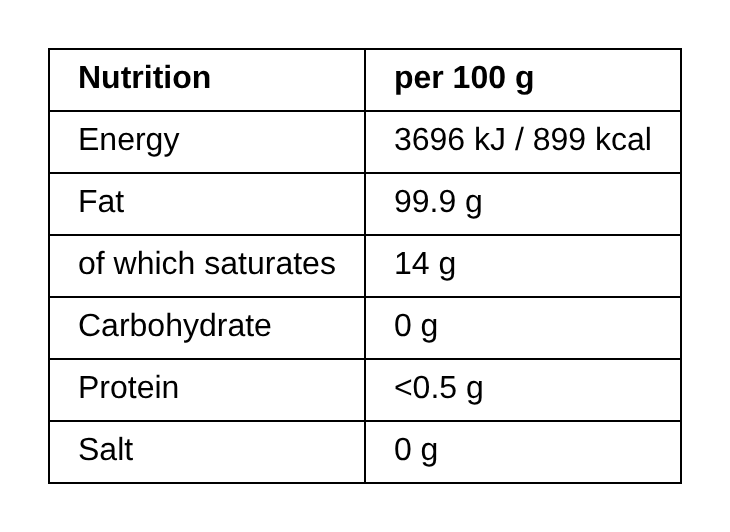 Nutrition per 100 g
Energy 3696 kJ / 899 kcal
Fat 99.9 g
of which saturates 14 g
Carbohydrate 0 g
Protein <0.5 g
Salt 0 g